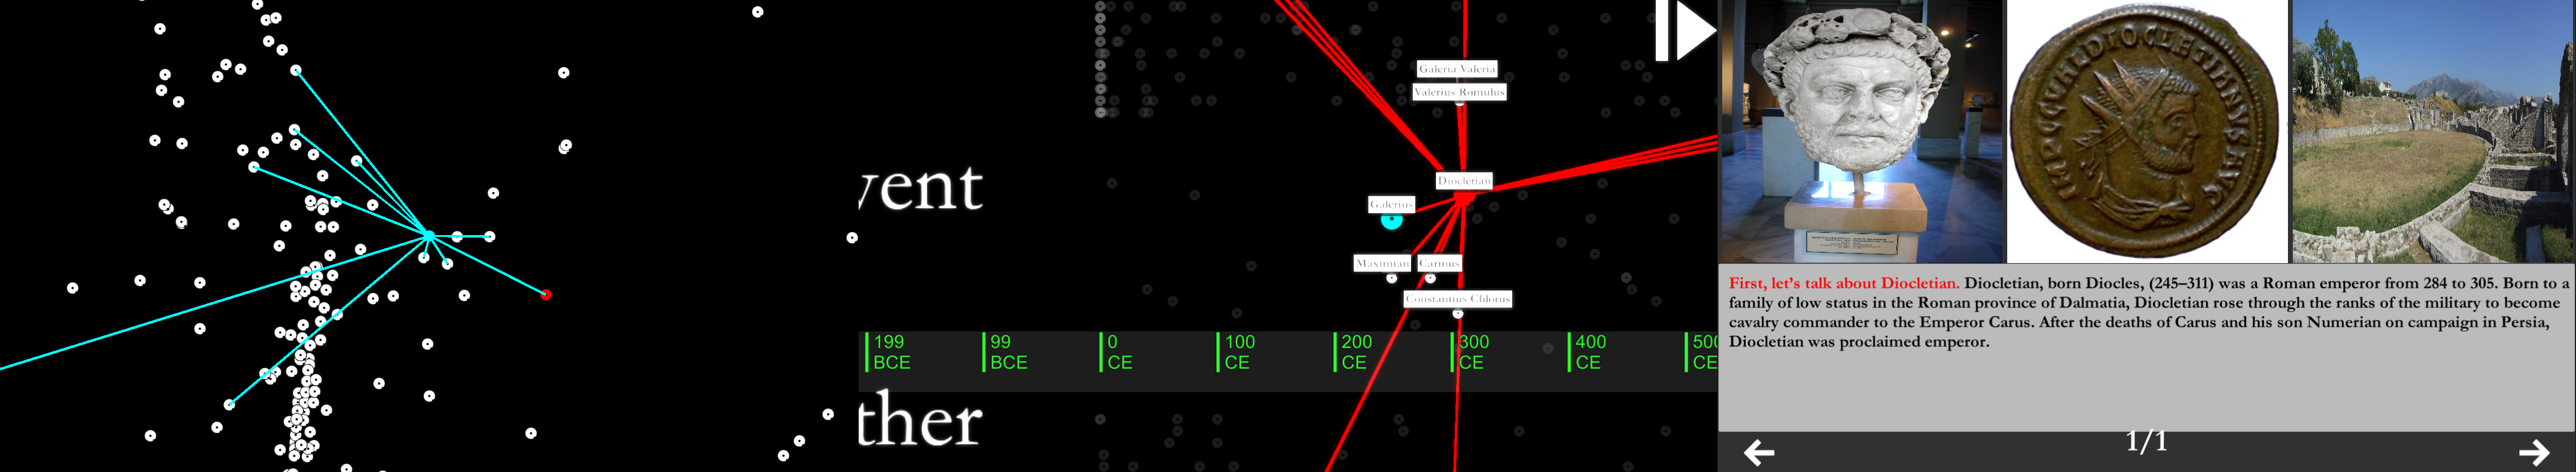 vent
Galeria Valeria
Valerius Romulus
Diocletian
Galerius
Maximian
Carinus
Constantius Chlorus
199 BCE
99 BCE
0 CE
100 CE
200 CE
300 CE
400 CE
500 CE
ther
First, let's talk about Diocletian. Diocletian, born Diocles, (245–311) was a Roman emperor from 284 to 305. Born to a
family of low status in the Roman province of Dalmatia, Diocletian rose through the ranks of the military to become
cavalry commander to the Emperor Carus. After the deaths of Carus and his son Numerian on campaign in Persia,
Diocletian was proclaimed emperor.
1/1